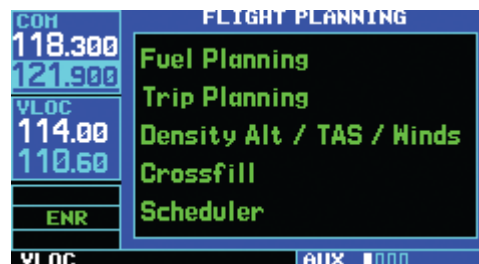 COM
118.300
121.900
VLOC
114.00
110.60
ENR
VLOC
FLIGHT PLANNING
Fuel Planning
Trip Planning
Density Alt / TAS / Winds
Crossfill
Scheduler
AUX